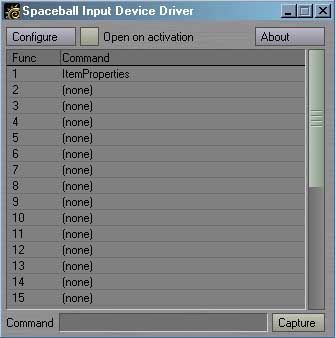 Spaceball Input Device Driver
Configure Open on activation About
Func Command
1 ItemProperties
2 (none)
3 (none)
4 (none)
5 (none)
6 (none)
7 (none)
8 (none)
9 (none)
10 (none)
11 (none)
12 (none)
13 (none)
14 (none)
15 (none)
Command Capture